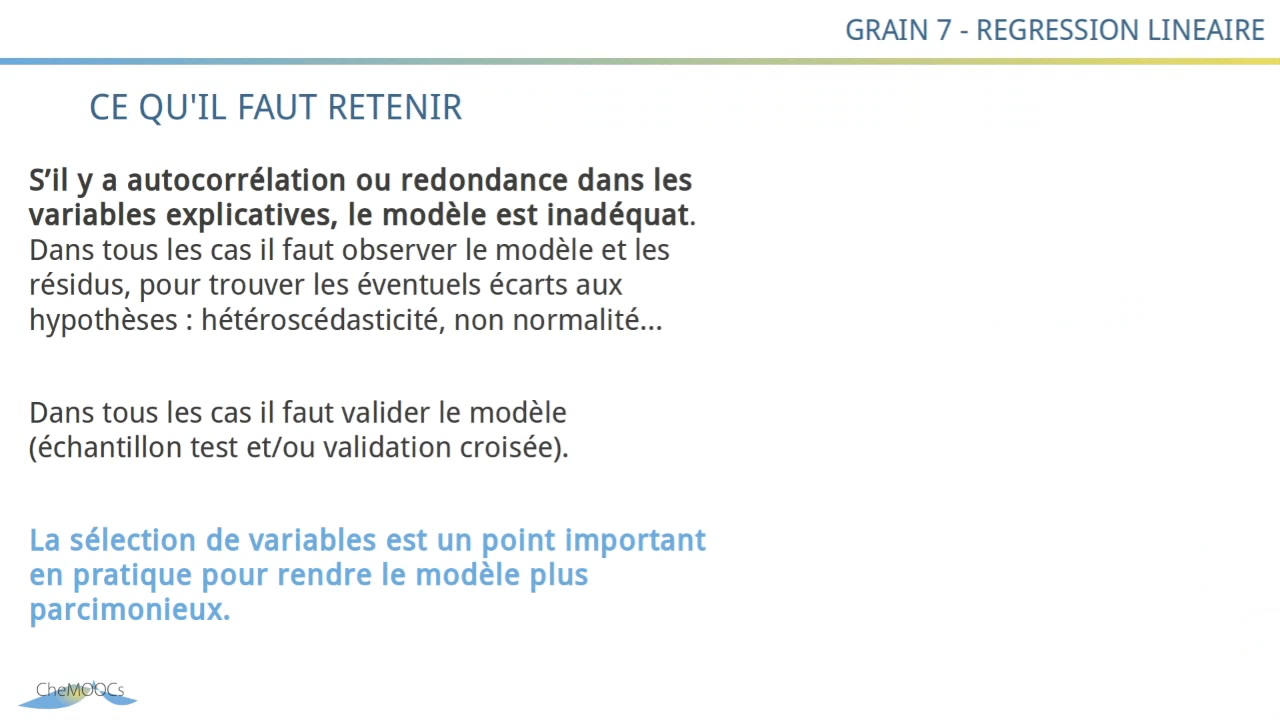 GRAIN 7 - REGRESSION LINEAIRE
CE QU'IL FAUT RETENIR
S’il y a autocorrélation ou redondance dans les
variables explicatives, le modèle est inadéquat.
Dans tous les cas il faut observer le modèle et les
résidus, pour trouver les éventuels écarts aux
hypothèses : hétéroscédasticité, non normalité...
Dans tous les cas il faut valider le modèle
(échantillon test et/ou validation croisée).
La sélection de variables est un point important
en pratique pour rendre le modèle plus
parcimonieux.
CheMOOCs